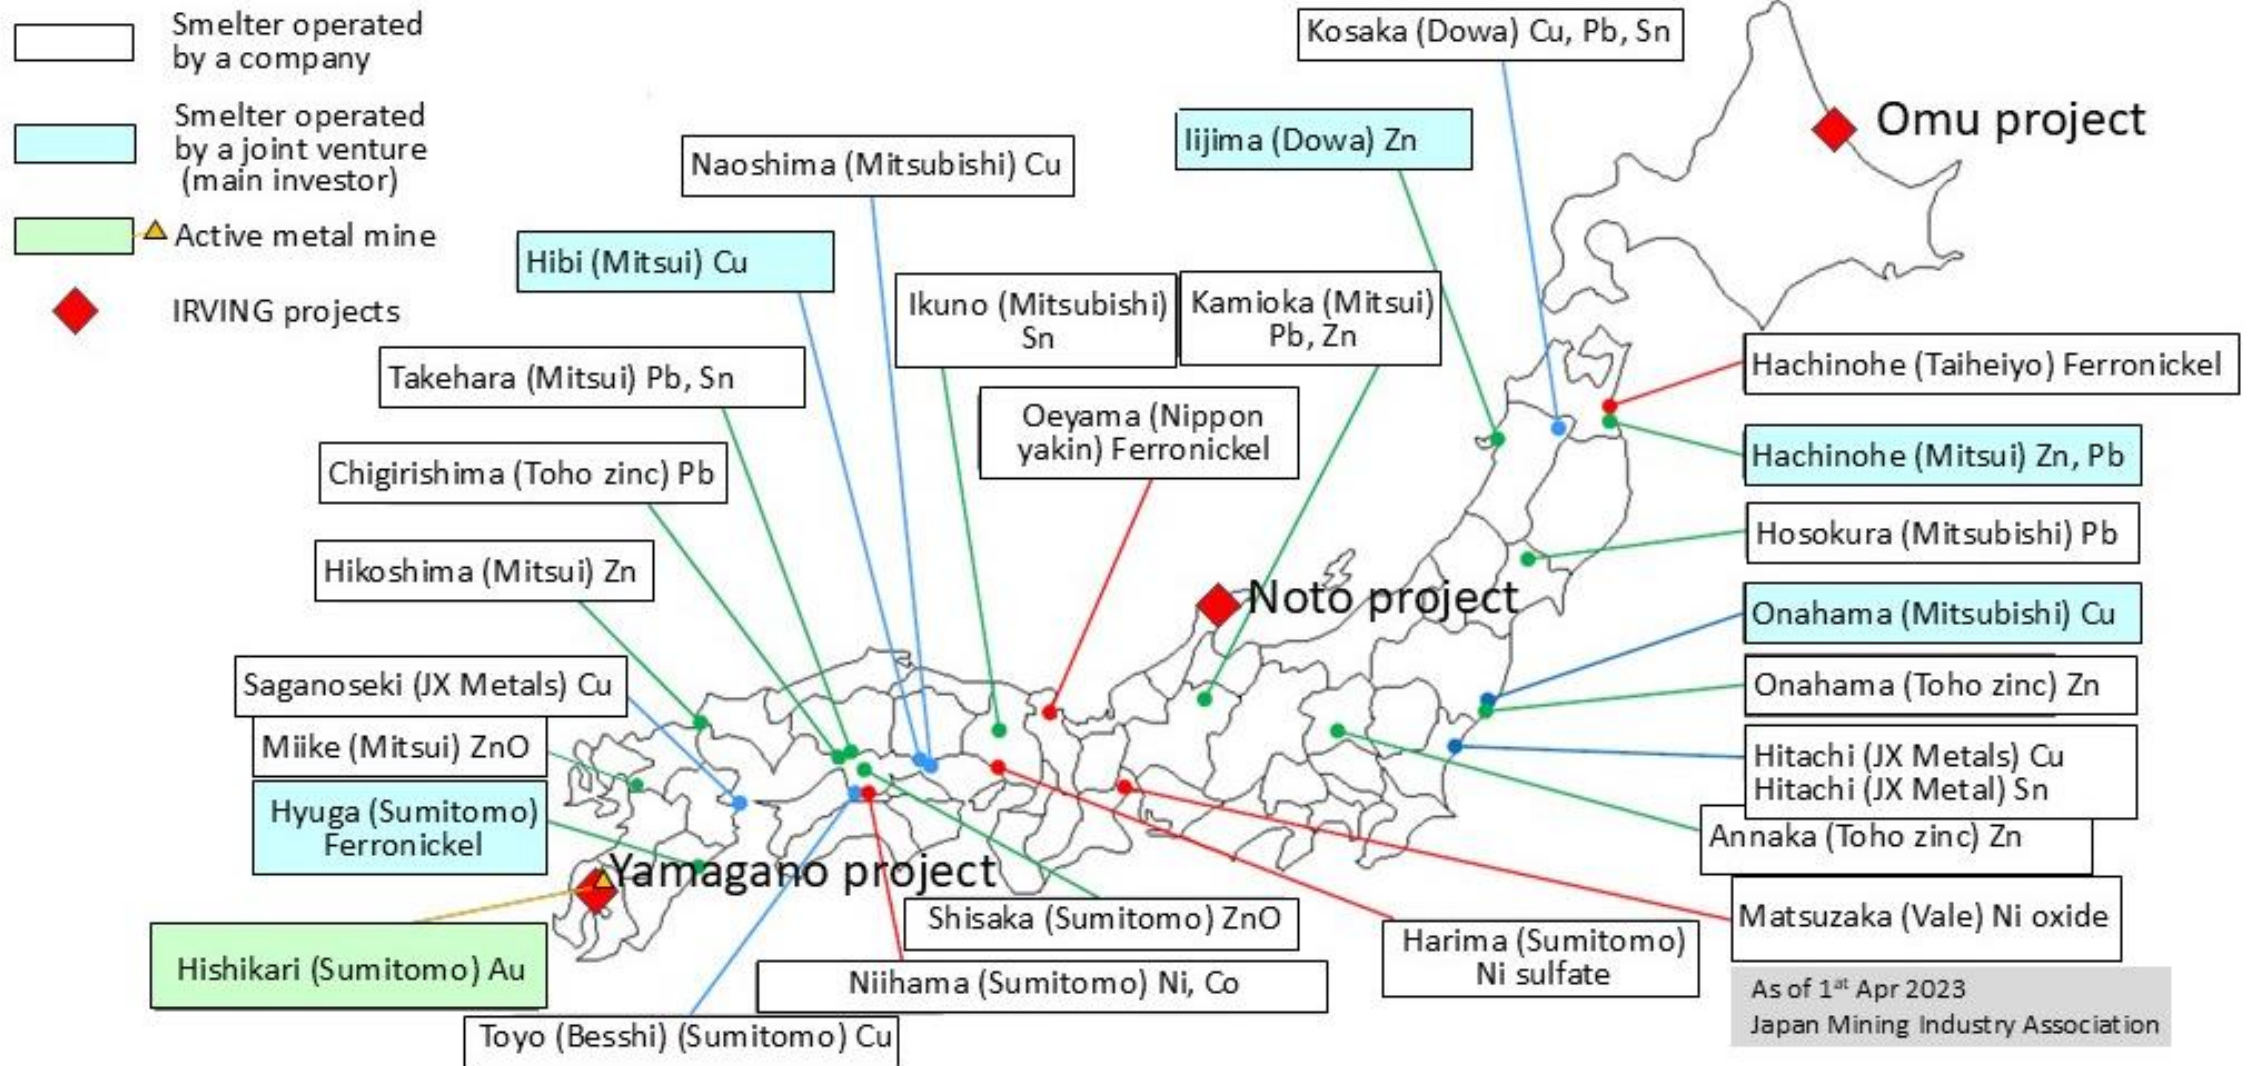 Smelter operated
by a company
Smelter operated
by a joint venture
(main investor)
Active metal mine
IRVING projects
Kosaka (Dowa) Cu, Pb, Sn
Iijima (Dowa) Zn
Omu project
Naoshima (Mitsubishi) Cu
Hibi (Mitsui) Cu
Ikuno (Mitsubishi)
Sn
Kamioka (Mitsui)
Pb, Zn
Takehara (Mitsui) Pb, Sn
Oeyama (Nippon
yakin) Ferronickel
Chigirishima (Toho zinc) Pb
Hikoshima (Mitsui) Zn
Hachinohe (Taiheiyo) Ferronickel
Hachinohe (Mitsui) Zn, Pb
Hosokura (Mitsubishi) Pb
Noto project
Onahama (Mitsubishi) Cu
Saganoseki (JX Metals) Cu
Onahama (Toho zinc) Zn
Miike (Mitsui) ZnO
Hitachi (JX Metals) Cu
Hitachi (JX Metal) Sn
Hyuga (Sumitomo)
Ferronickel
Annaka (Toho zinc) Zn
Yamagano project
Shisaka (Sumitomo) ZnO
Matsuzaka (Vale) Ni oxide
Harima (Sumitomo)
Ni sulfate
Hishikari (Sumitomo) Au
Niihama (Sumitomo) Ni, Co
Toyo (Besshi) (Sumitomo) Cu
As of 1st Apr 2023
Japan Mining Industry Association